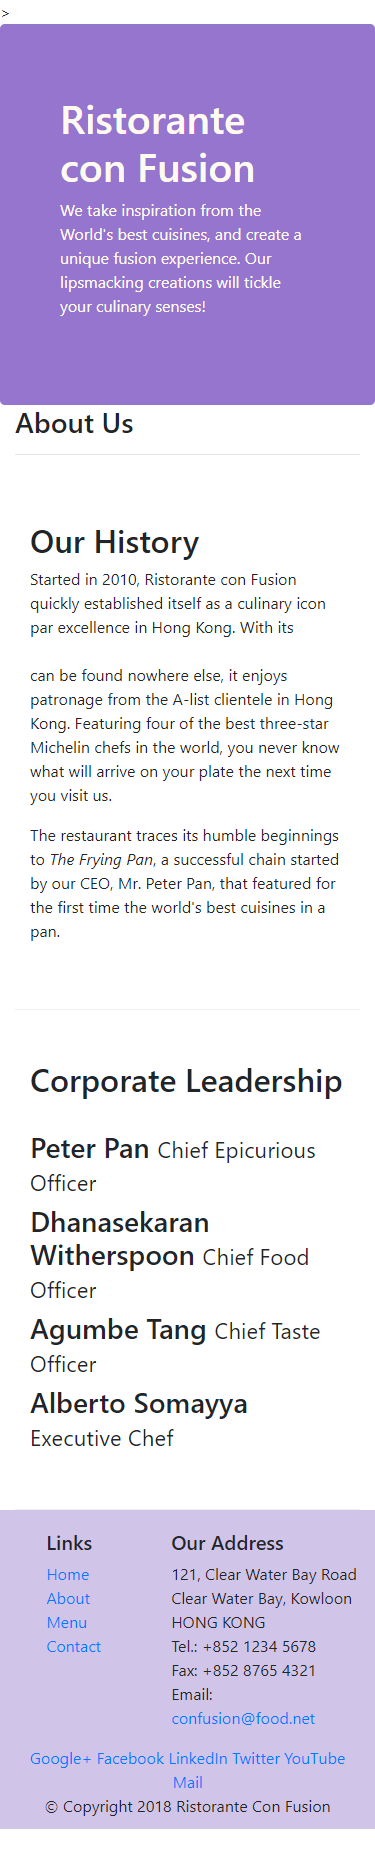 >
Ristorante
con Fusion
We take inspiration from the
World's best cuisines, and create a
unique fusion experience. Our
lipsmacking creations will tickle
your culinary senses!
About Us
Our History
Started in 2010, Ristorante con Fusion
quickly established itself as a culinary icon
par excellence in Hong Kong. With its
can be found nowhere else, it enjoys
patronage from the A-list clientele in Hong
Kong. Featuring four of the best three-star
Michelin chefs in the world, you never know
what will arrive on your plate the next time
you visit us.
The restaurant traces its humble beginnings
to The Frying Pan, a successful chain started
by our CEO, Mr. Peter Pan, that featured for
the first time the world's best cuisines in a
pan.
Corporate Leadership
Peter Pan Chief Epicurious
Officer
Dhanasekaran
Witherspoon Chief Food
Officer
Agumbe Tang Chief Taste
Officer
Alberto Somayya
Executive Chef
Links
Home
About
Menu
Contact
Our Address
121, Clear Water Bay Road
Clear Water Bay, Kowloon
HONG KONG
Tel.: +852 1234 5678
Fax: +852 8765 4321
Email:
confusion@food.net
Google+ Facebook LinkedIn Twitter YouTube
Mail
© Copyright 2018 Ristorante Con Fusion